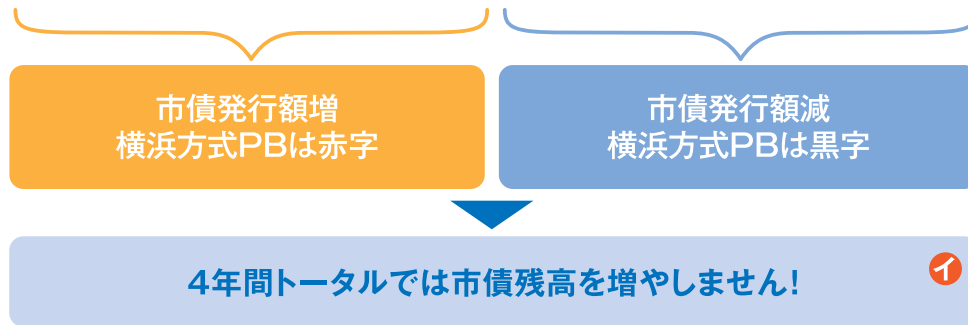 市債発行額増
横浜方式PBは赤字
市債発行額減
横浜方式PBは黒字
4年間トータルでは市債残高を増やしません!
イ